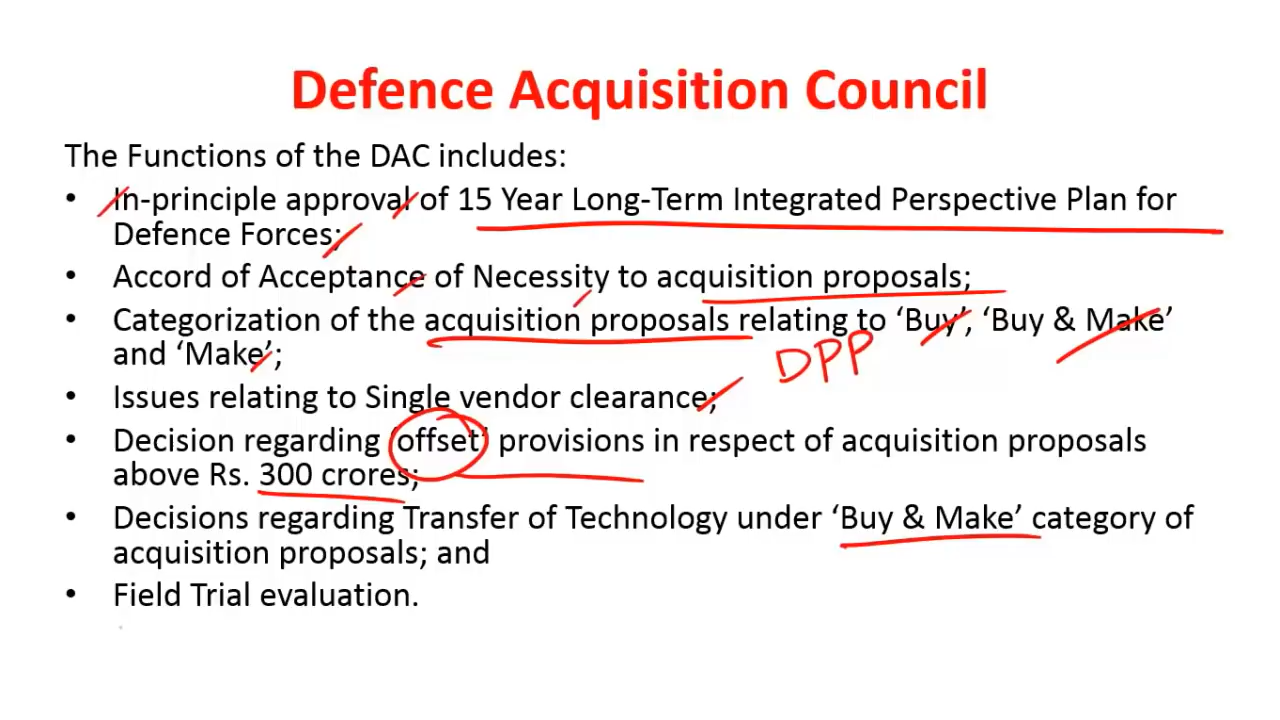 Defence Acquisition Council
The Functions of the DAC includes:
• In-principle approval of 15 Year Long-Term Integrated Perspective Plan for
Defence Forces;
• Accord of Acceptance of Necessity to acquisition proposals;
• Categorization of the acquisition proposals relating to ‘Buy’, ‘Buy & Make’
and ‘Make’;
DPP
• Issues relating to Single vendor clearance;
• Decision regarding ‘offset’ provisions in respect of acquisition proposals
above Rs. 300 crores;
• Decisions regarding Transfer of Technology under ‘Buy & Make’ category of
acquisition proposals; and
• Field Trial evaluation.